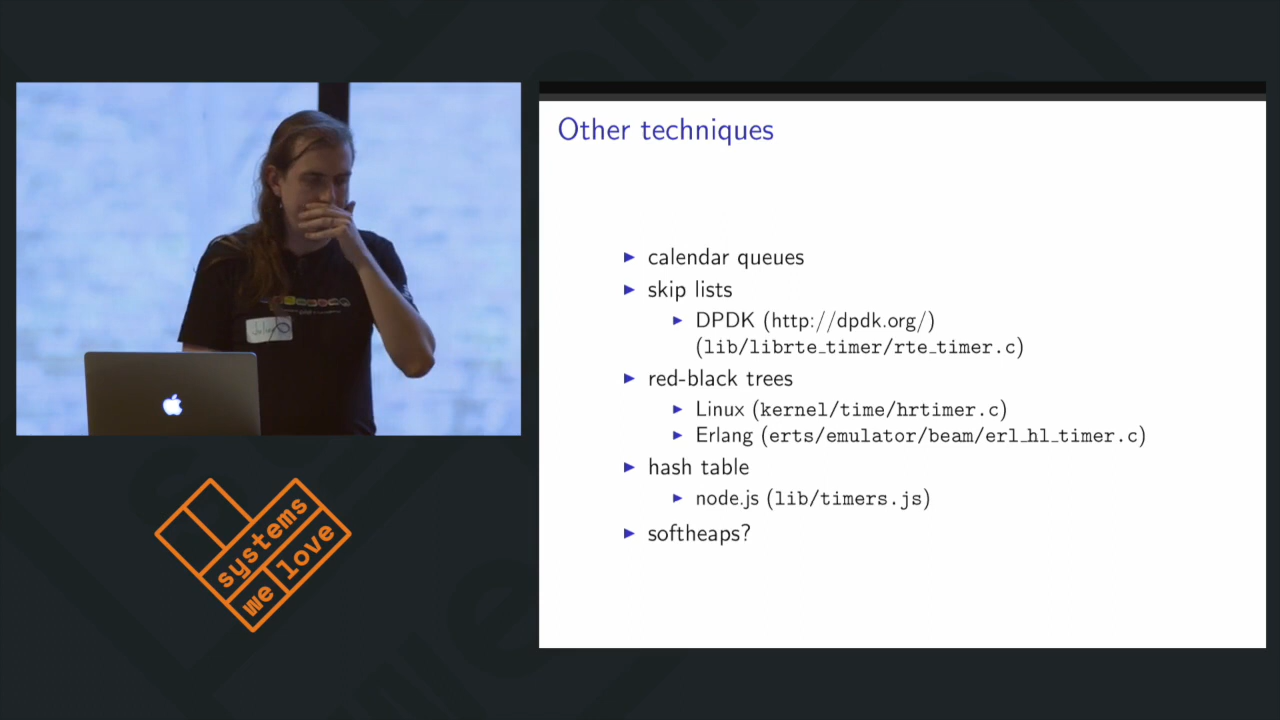 Other techniques
calendar queues
skip lists
DPDK (http://dpdk.org/)
(lib/librte_timer/rte_timer.c)
red-black trees
Linux (kernel/time/hrtimer.c)
Erlang (erts/emulator/beam/erl_hl_timer.c)
hash table
node.js (lib/timers.js)
softheaps?
systems
we love